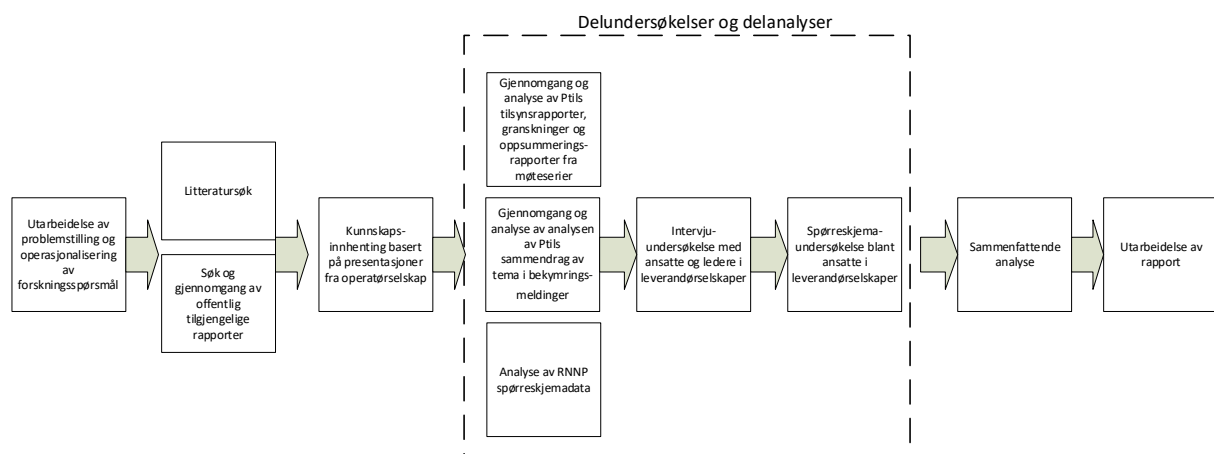 Delundersøkelser og delanalyser
Utarbeidelse av
problemstilling og
operasjonalisering
av
forskningsspørsmål
Litteratursøk
Søk og
gjennomgang av
offentlig
tilgjengelige
rapporter
Kunnskaps-
innhenting basert
på presentasjoner
fra operatørselskap
Gjennomgang og
analyse av Ptils
tilsynsrapporter,
granskninger og
oppsummerings-
rapporter fra
møteserier
Gjennomgang og
analyse av analysen
av Ptils
sammendrag av
tema i bekymrings-
meldinger
Analyse av RNNP
spørreskjemadata
Intervju-
undersøkelse med
ansatte og ledere i
leverandørselskaper
Spørreskjema-
undersøkelse blant
ansatte i
leverandørselskaper
Sammenfattende
analyse
Utarbeidelse av
rapport